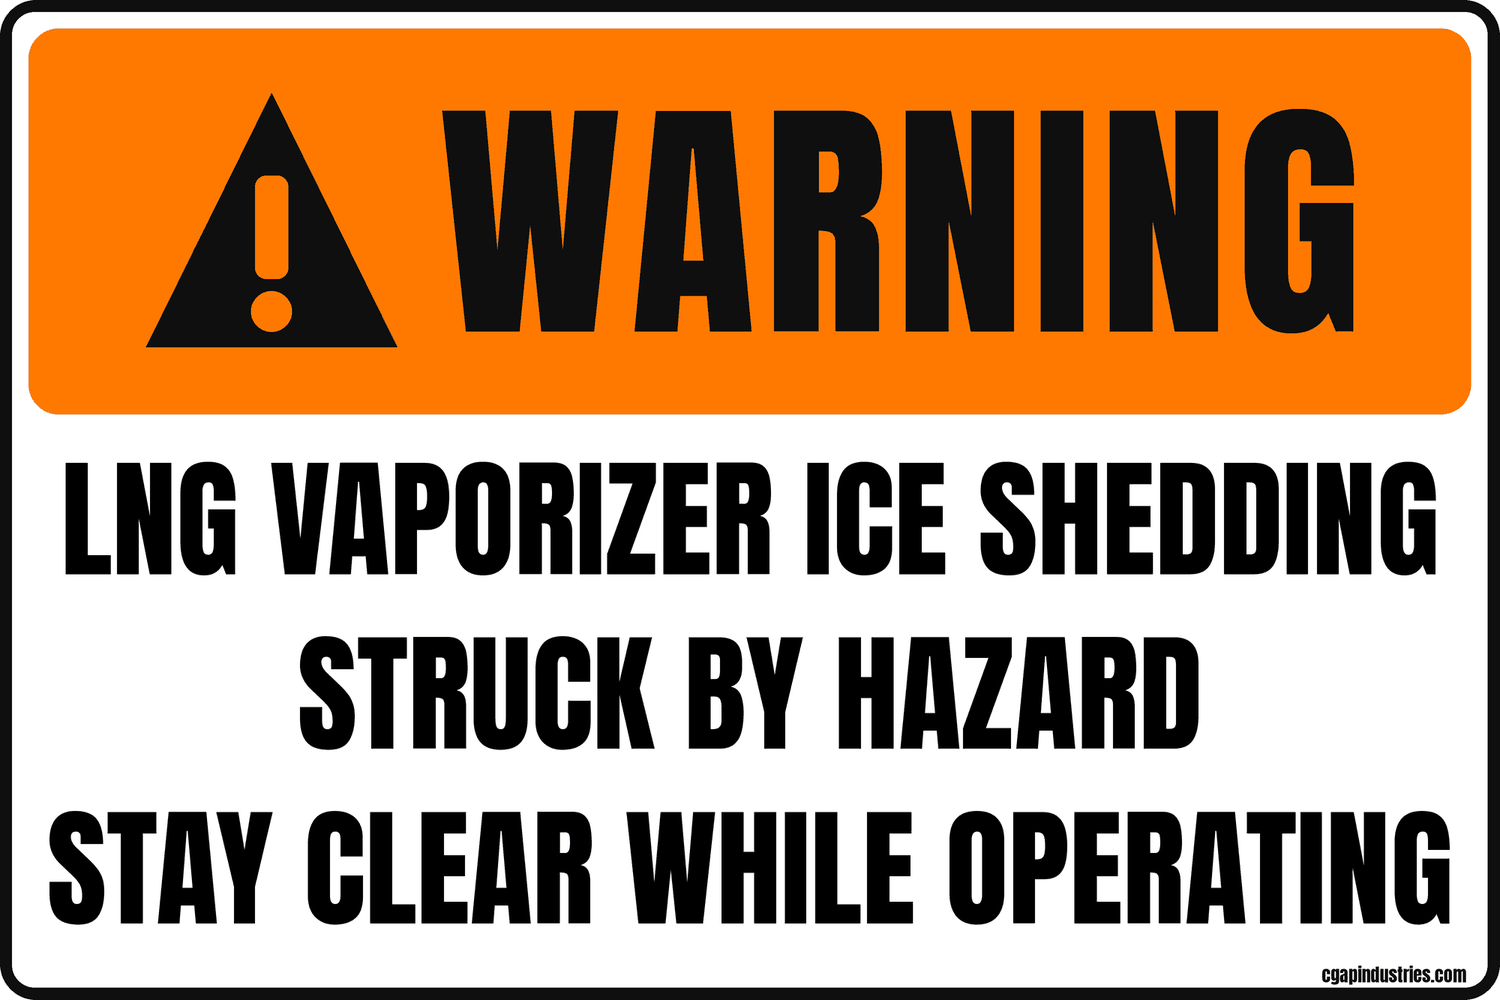 WARNING
LNG VAPORIZER ICE SHEDDING
STRUCK BY HAZARD
STAY CLEAR WHILE OPERATING
cgapindustries.com